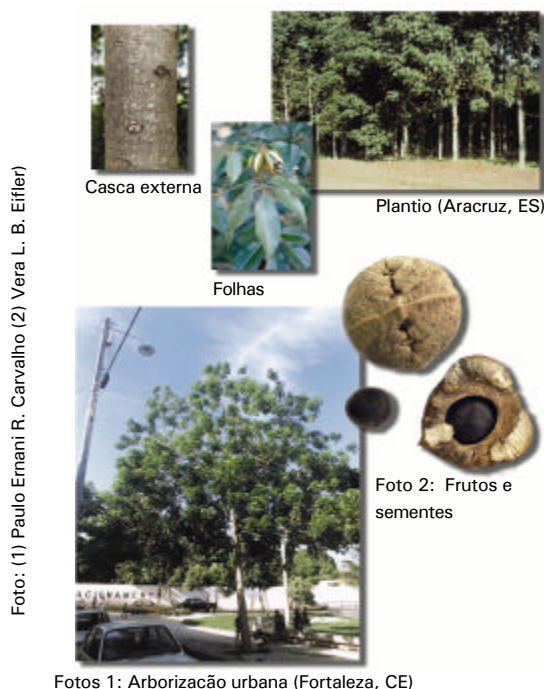 Casca externa
Plantio (Aracruz, ES)
Folhas
Foto: (1) Paulo Ernani R. Carvalho (2) Vera L. B. Eifler)
Foto 2: Frutos e
sementes
Fotos 1: Arborização urbana (Fortaleza, CE)